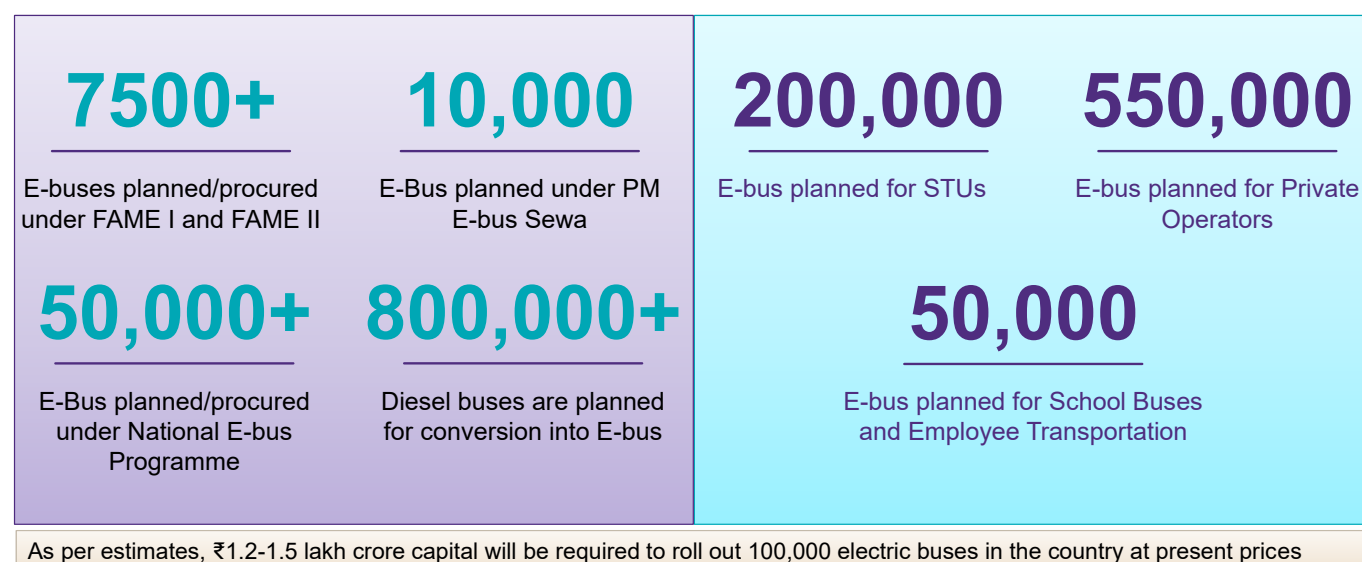 7500+
E-buses planned/procured
under FAME I and FAME II
10,000
E-Bus planned under PM
E-bus Sewa
50,000+
E-Bus planned/procured
under National E-bus
Programme
800,000+
Diesel buses are planned
for conversion into E-bus
200,000
E-bus planned for STUs
550,000
E-bus planned for Private
Operators
50,000
E-bus planned for School Buses
and Employee Transportation
As per estimates, ₹1.2-1.5 lakh crore capital will be required to roll out 100,000 electric buses in the country at present prices